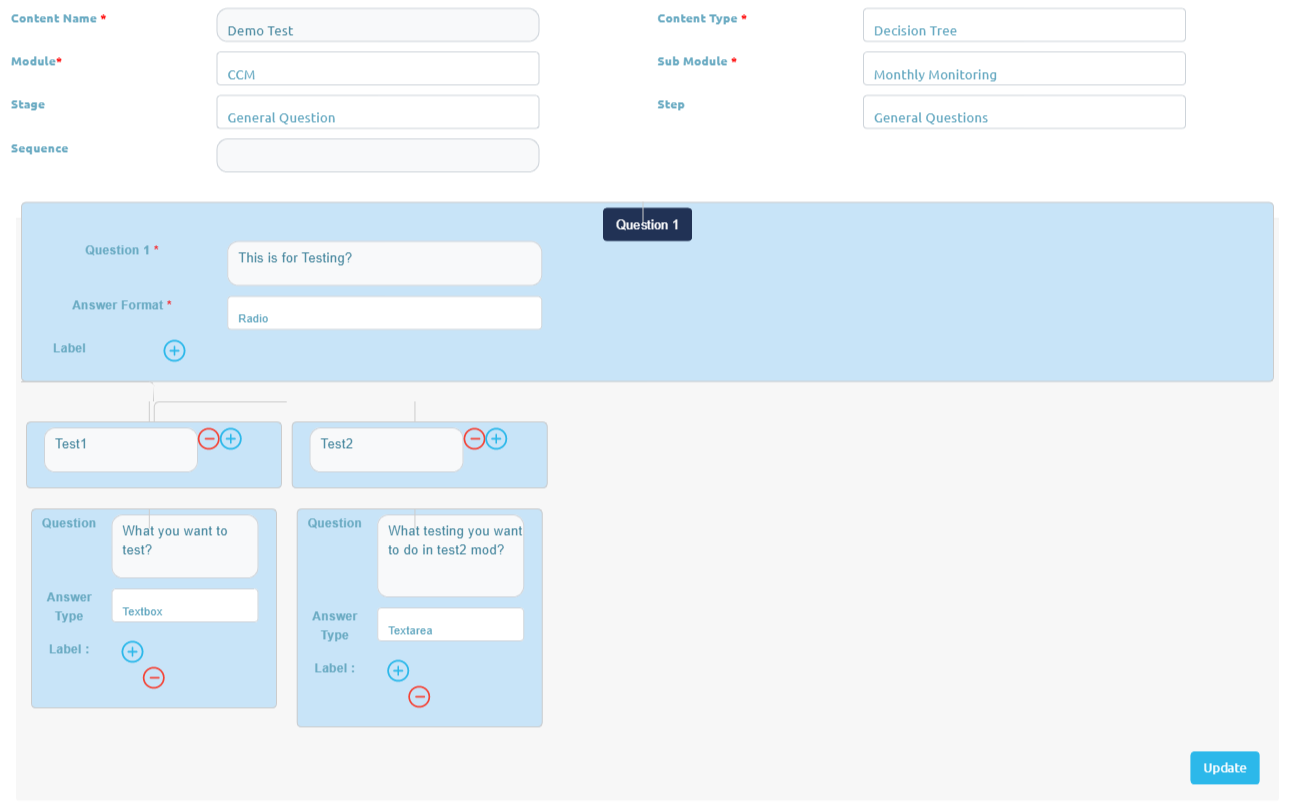 Content Name *
Demo Test
Content Type *
Decision Tree
Module*
CCM
Sub Module *
Monthly Monitoring
Stage
General Question
Step
General Questions
Sequence
Question 1
Question 1 *
This is for Testing?
Answer Format *
Radio
Label
Test1
Test2
Question
What you want to
test?
Answer
Type
Textbox
Label :
Question
What testing you want
to do in test2 mod?
Answer
Type
Textarea
Label :
Update